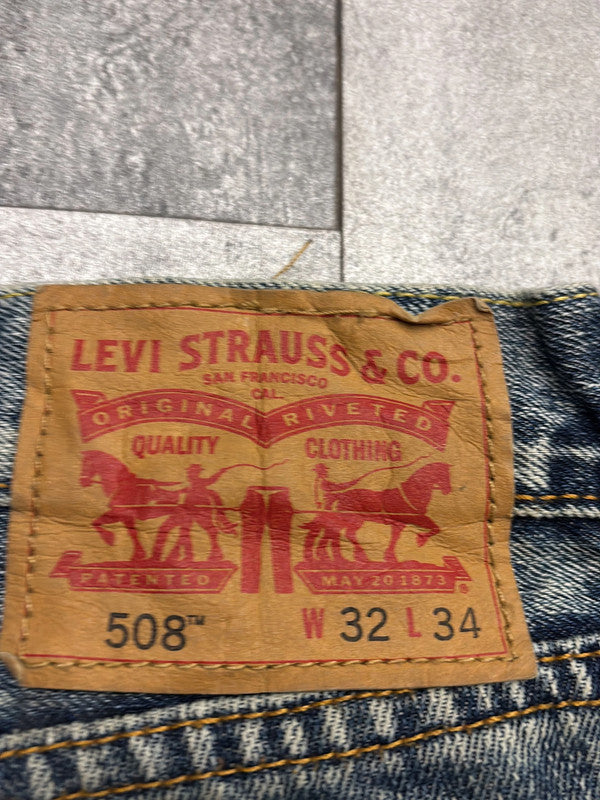 LEVI STRAUSS & CO.
SAN FRANCISCO
CAL.
ORIGINAL RIVETED
QUALITY CLOTHING
PATENTED MAY 20 1873 ®
508™ W 32 L 34